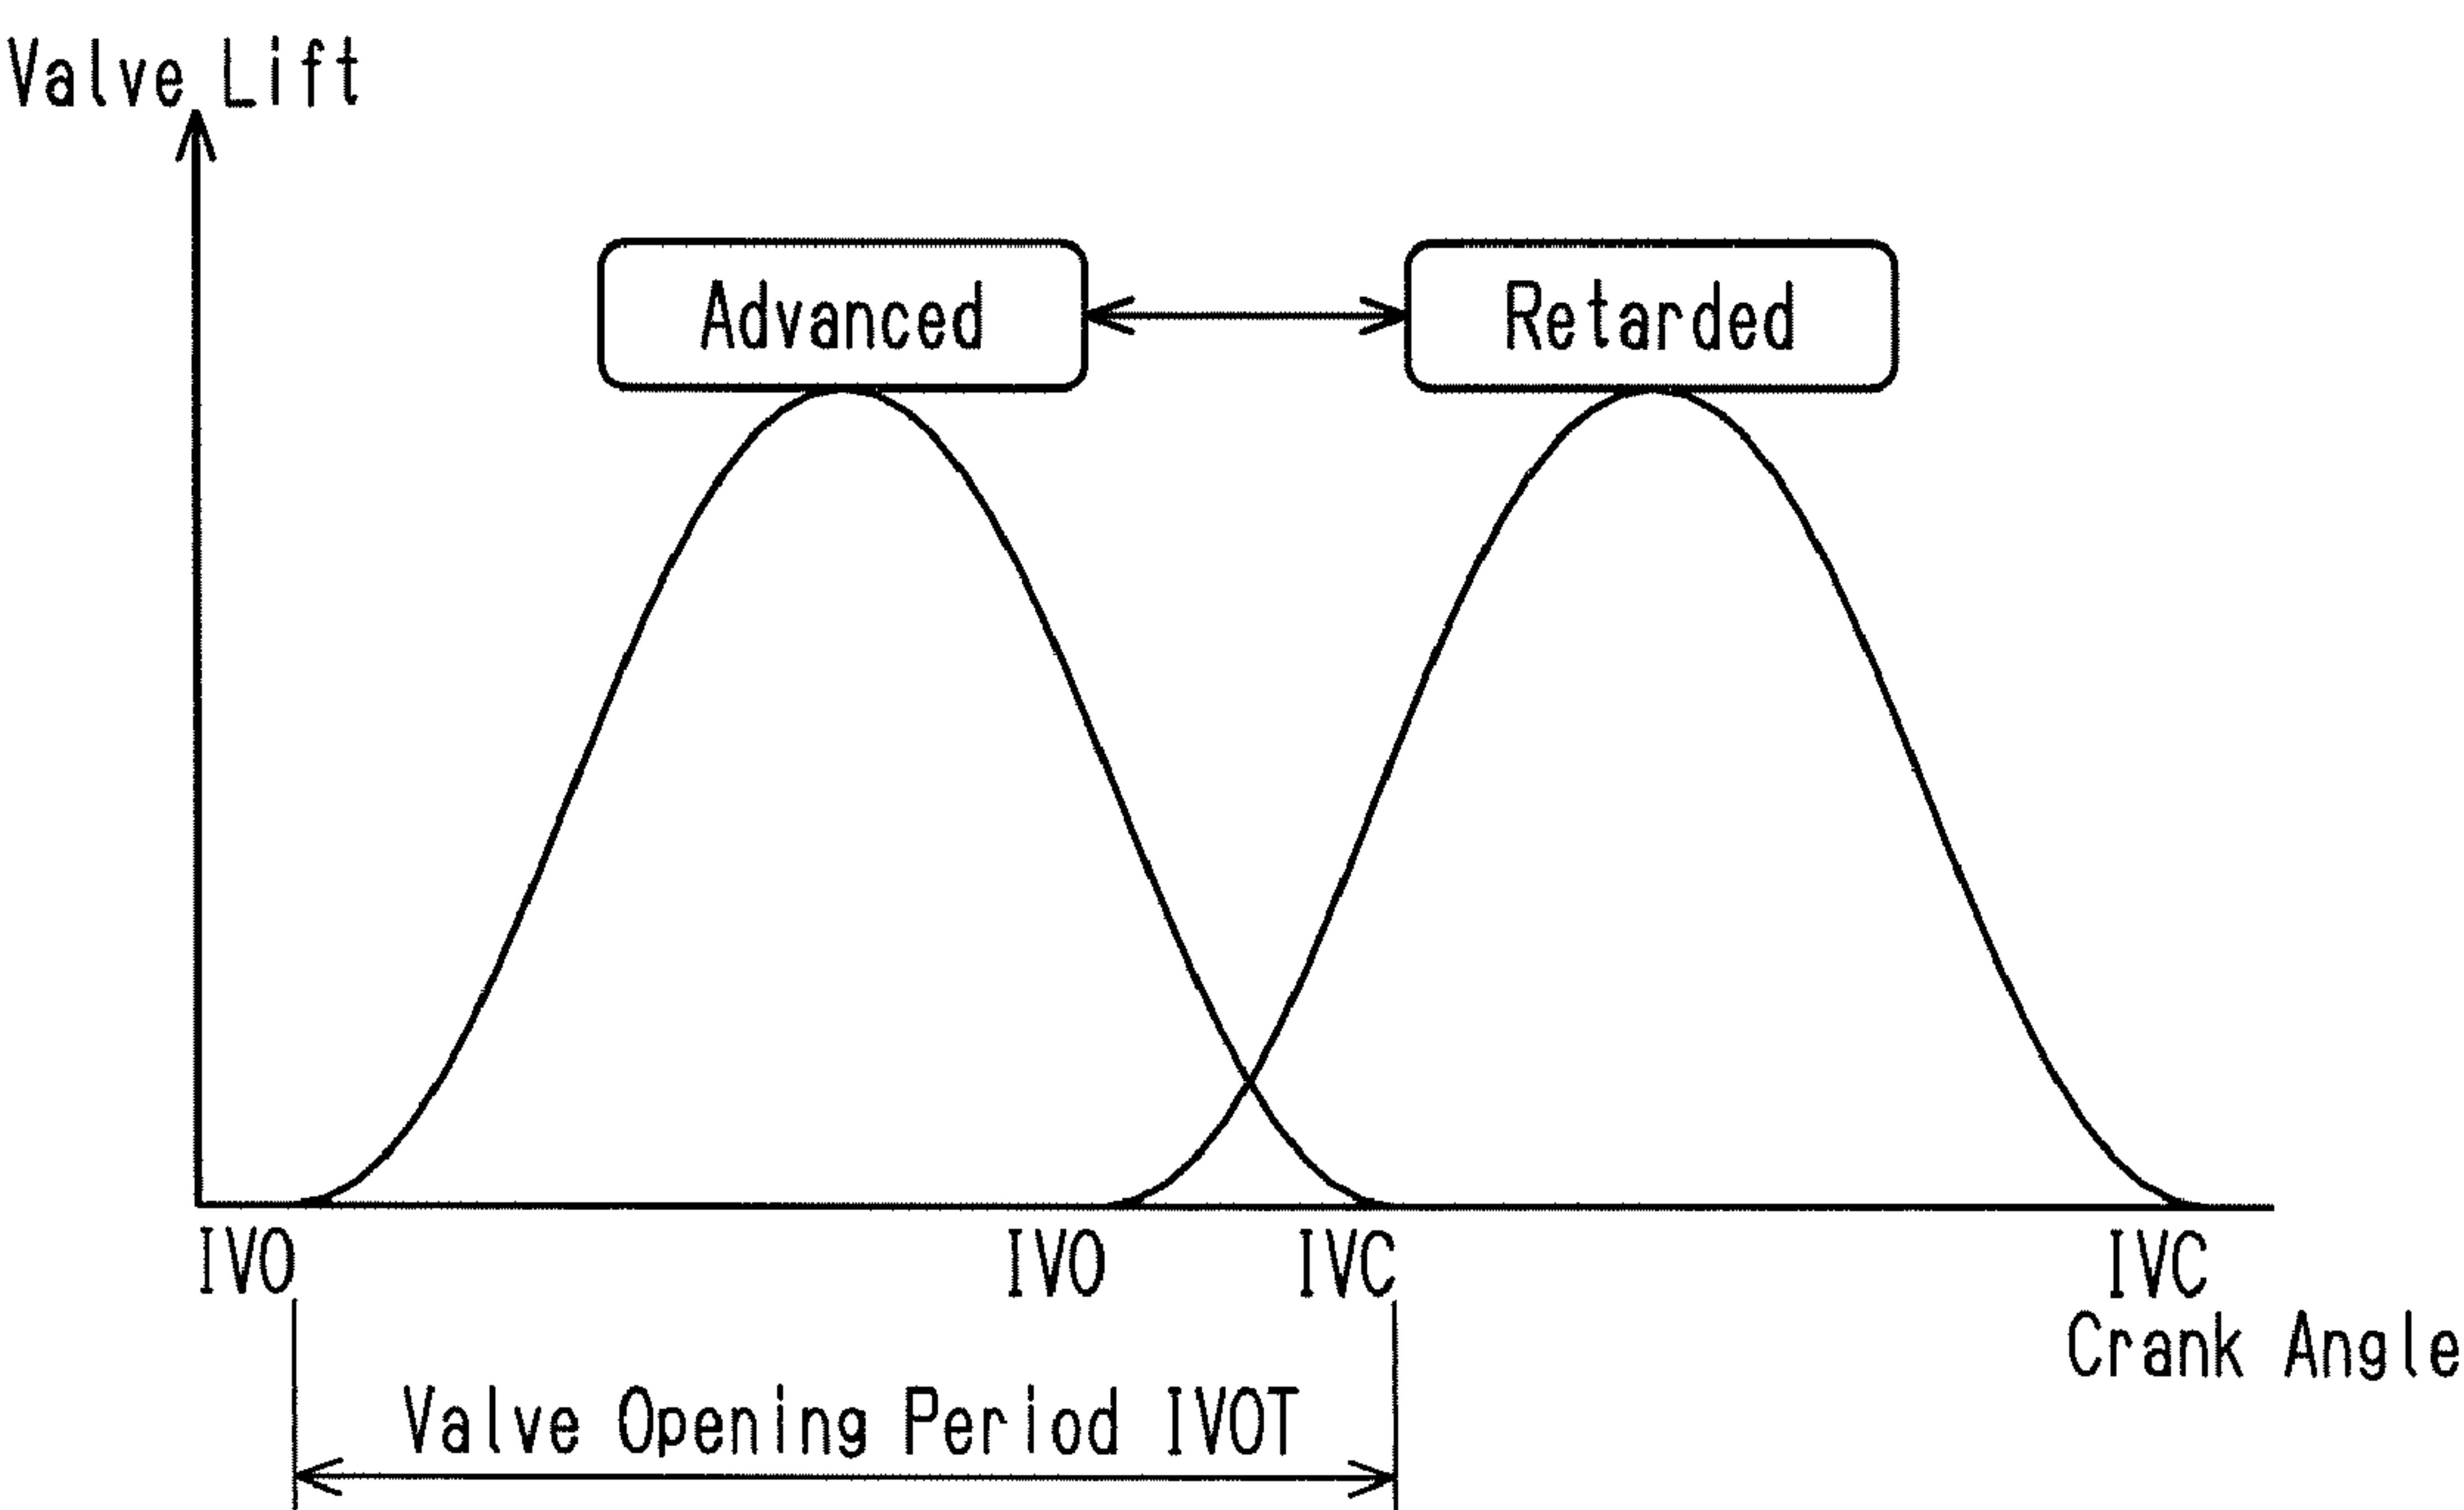 Valve Lift
Advanced
Retarded
IVO
IVO
IVC
IVC
Crank Angle
Valve Opening Period IVOT